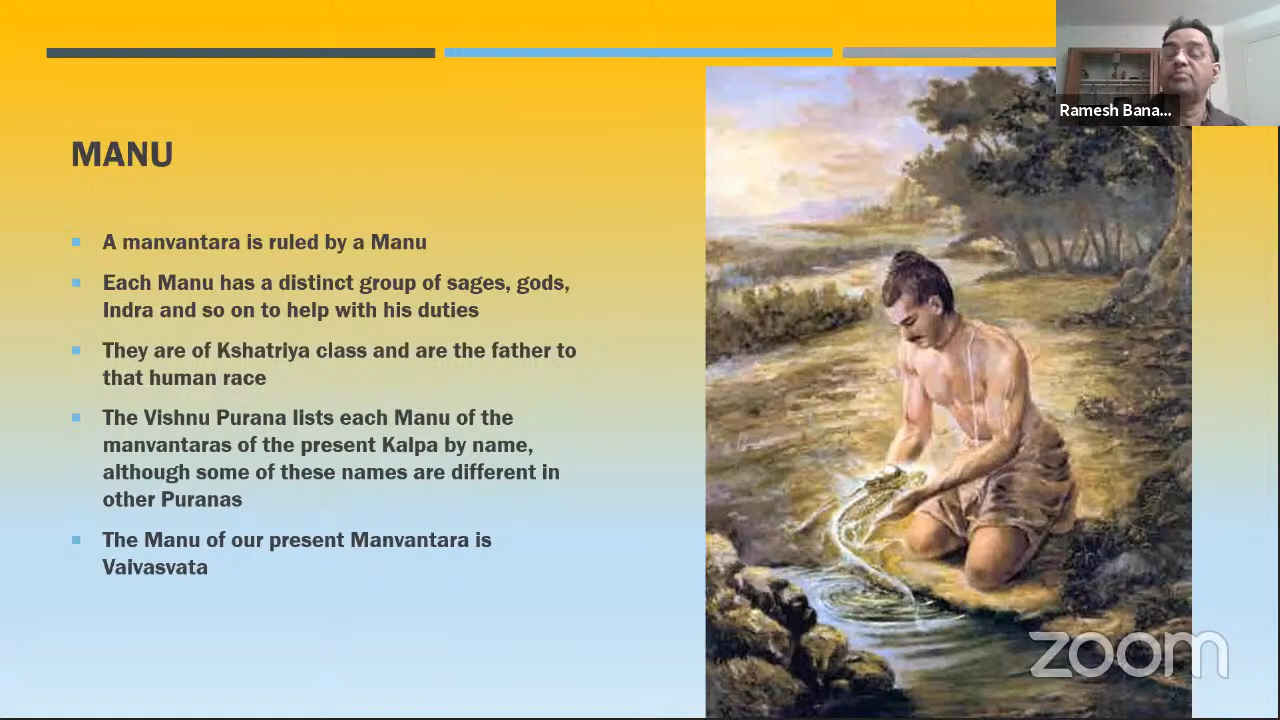 Ramesh Bana...
MANU
A manvantara is ruled by a Manu
Each Manu has a distinct group of sages, gods,
Indra and so on to help with his duties
They are of Kshatriya class and are the father to
that human race
The Vishnu Purana lists each Manu of the
manvantaras of the present Kalpa by name,
although some of these names are different in
other Puranas
The Manu of our present Manvantara is
Vaivasvata
zoom